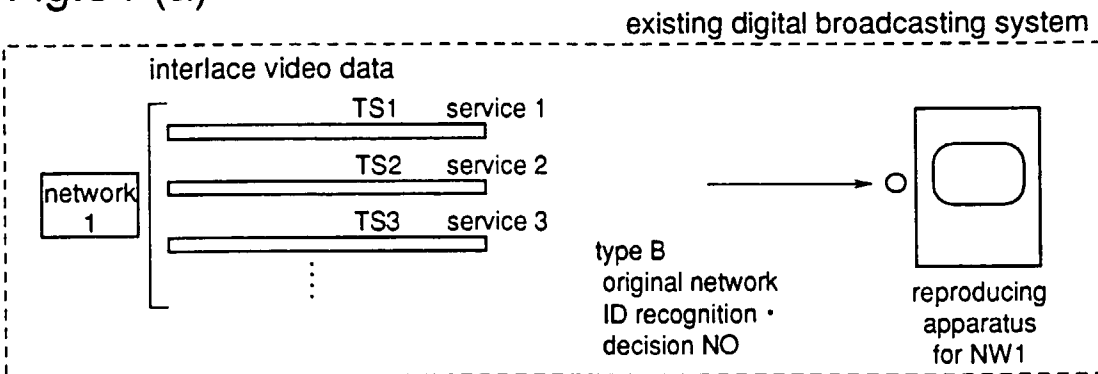 existing digital broadcasting system
interlace video data
TS1 service 1
TS2 service 2
network
1
TS3 service 3
type B
original network
ID recognition・
decision NO
reproducing
apparatus
for NW1